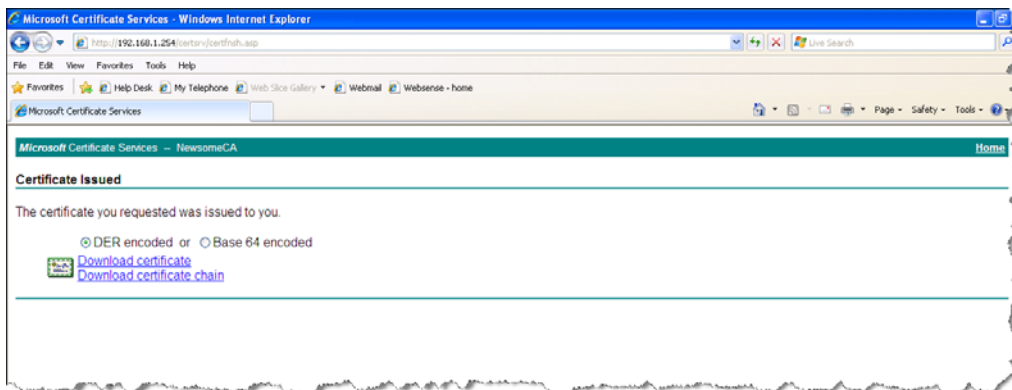 Microsoft Certificate Services - Windows Internet Explorer
http://192.168.1.254/certsrv/certfnsh.asp
Live Search
File Edit View Favorites Tools Help
Favorites Help Desk My Telephone Web Slice Gallery Webmail Websense - home
Microsoft Certificate Services
Page Safety Tools
Microsoft Certificate Services -- NewsomeCA Home
Certificate Issued
The certificate you requested was issued to you.
DER encoded or Base 64 encoded
Download certificate
Download certificate chain